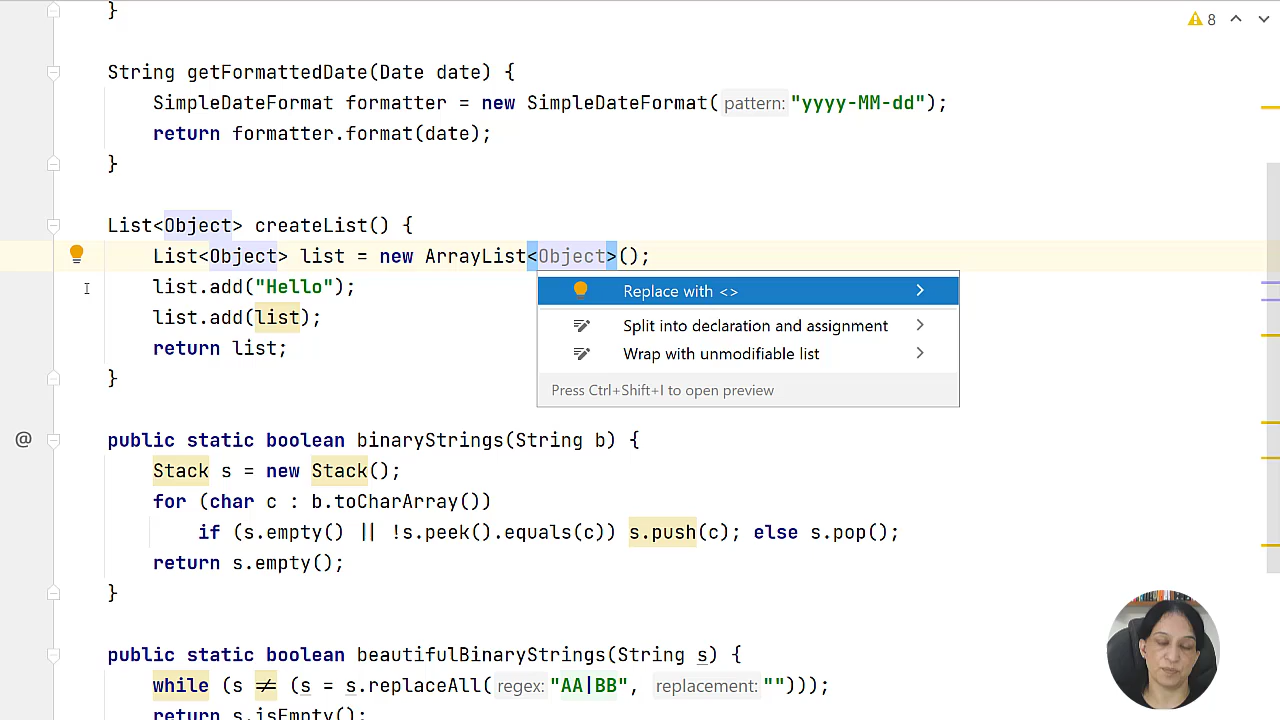 }
8
String getFormattedDate(Date date) {
SimpleDateFormat formatter = new SimpleDateFormat( pattern: "yyyy-MM-dd");
return formatter.format(date);
}
List<Object> createList() {
List<Object> list = new ArrayList<Object>();
list.add("Hello");
list.add(list);
return list;
}
Replace with <>
Split into declaration and assignment
Wrap with unmodifiable list
Press Ctrl+Shift+I to open preview
@
public static boolean binaryStrings(String b) {
Stack s = new Stack();
for (char c : b.toCharArray())
if (s.empty() || !s.peek().equals(c)) s.push(c); else s.pop();
return s.empty();
}
public static boolean beautifulBinaryStrings(String s) {
while (s != (s = s.replaceAll( regex: "AA|BB", replacement: "")));
return s.isEmpty();